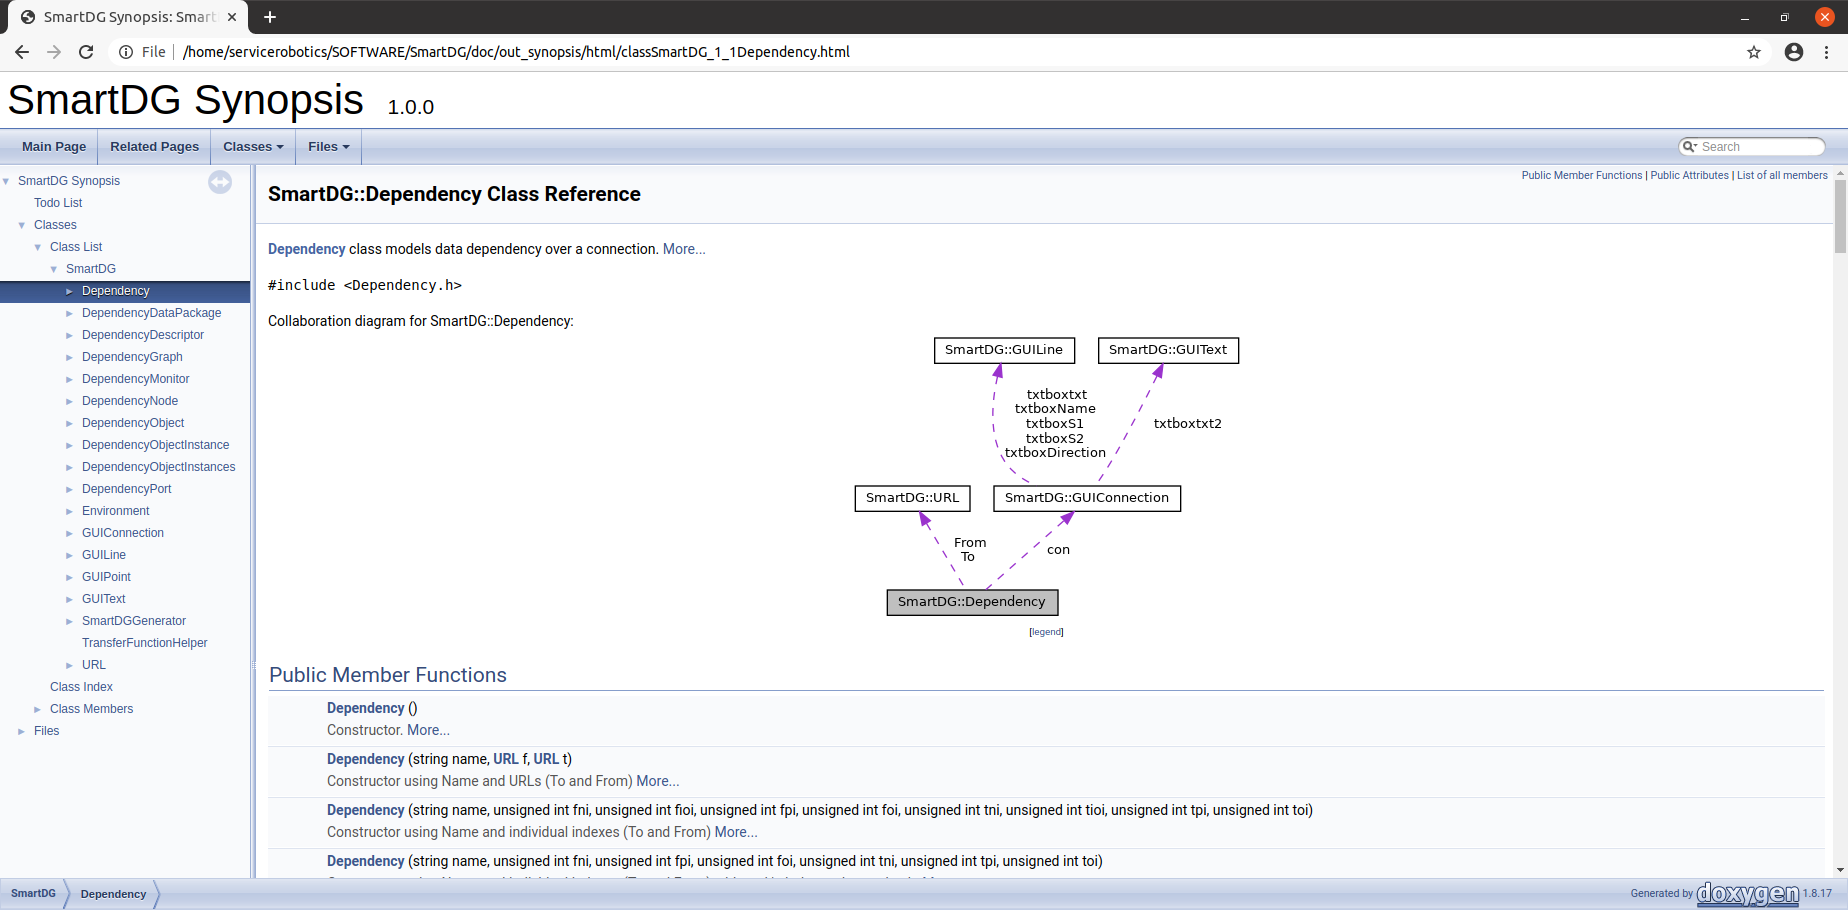 SmartDG Synopsis: Smart
File
/home/servicerobotics/SOFTWARE/SmartDG/doc/out_synopsis/html/classSmartDG_1_1Dependency.html
SmartDG Synopsis 1.0.0
Main Page
Related Pages
Classes
Files
Search
SmartDG Synopsis
Todo List
Classes
Class List
SmartDG
Dependency
DependencyDataPackage
DependencyDescriptor
DependencyGraph
DependencyMonitor
DependencyNode
DependencyObject
DependencyObjectInstance
DependencyObjectInstances
DependencyPort
Environment
GUIConnection
GUILine
GUIPoint
GUIText
SmartDGGenerator
TransferFunctionHelper
URL
Class Index
Class Members
Files
Public Member Functions | Public Attributes | List of all members
SmartDG::Dependency Class Reference
Dependency class models data dependency over a connection. More...
#include <Dependency.h>
Collaboration diagram for SmartDG::Dependency:
SmartDG::GUILine
SmartDG::GUIText
txtboxtxt
txtboxName
txtboxS1
txtboxS2
txtboxDirection
txtboxtxt2
SmartDG::URL
SmartDG::GUIConnection
From
To
con
SmartDG::Dependency
[legend]
Public Member Functions
Dependency ()
Constructor. More...
Dependency (string name, URL f, URL t)
Constructor using Name and URLs (To and From) More...
Dependency (string name, unsigned int fni, unsigned int fioi, unsigned int fpi, unsigned int foi, unsigned int tni, unsigned int tioi, unsigned int tpi, unsigned int toi)
Constructor using Name and individual indexes (To and From) More...
Dependency (string name, unsigned int fni, unsigned int fpi, unsigned int foi, unsigned int tni, unsigned int tpi, unsigned int toi)
SmartDG
Dependency
Generated by doxygen 1.8.17